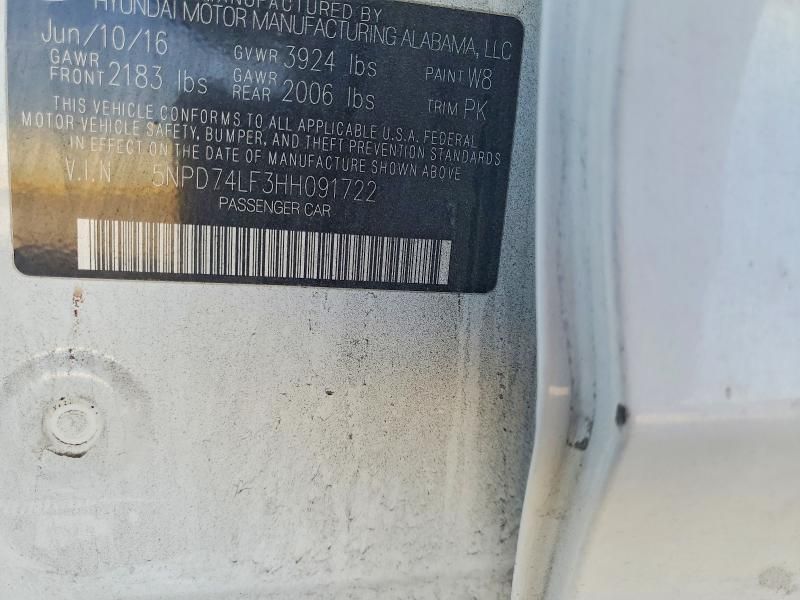 MANUFACTURED BY
HYUNDAI MOTOR MANUFACTURING ALABAMA, LLC
Jun/10/16 GVWR 3924 lbs PAINT W8
GAWR FRONT 2183 lbs GAWR REAR 2006 lbs TRIM PK
THIS VEHICLE CONFORMS TO ALL APPLICABLE U.S.A. FEDERAL
MOTOR VEHICLE SAFETY, BUMPER, AND THEFT PREVENTION STANDARDS
IN EFFECT ON THE DATE OF MANUFACTURE SHOWN ABOVE
V.I.N 5NPD74LF3HH091722
PASSENGER CAR